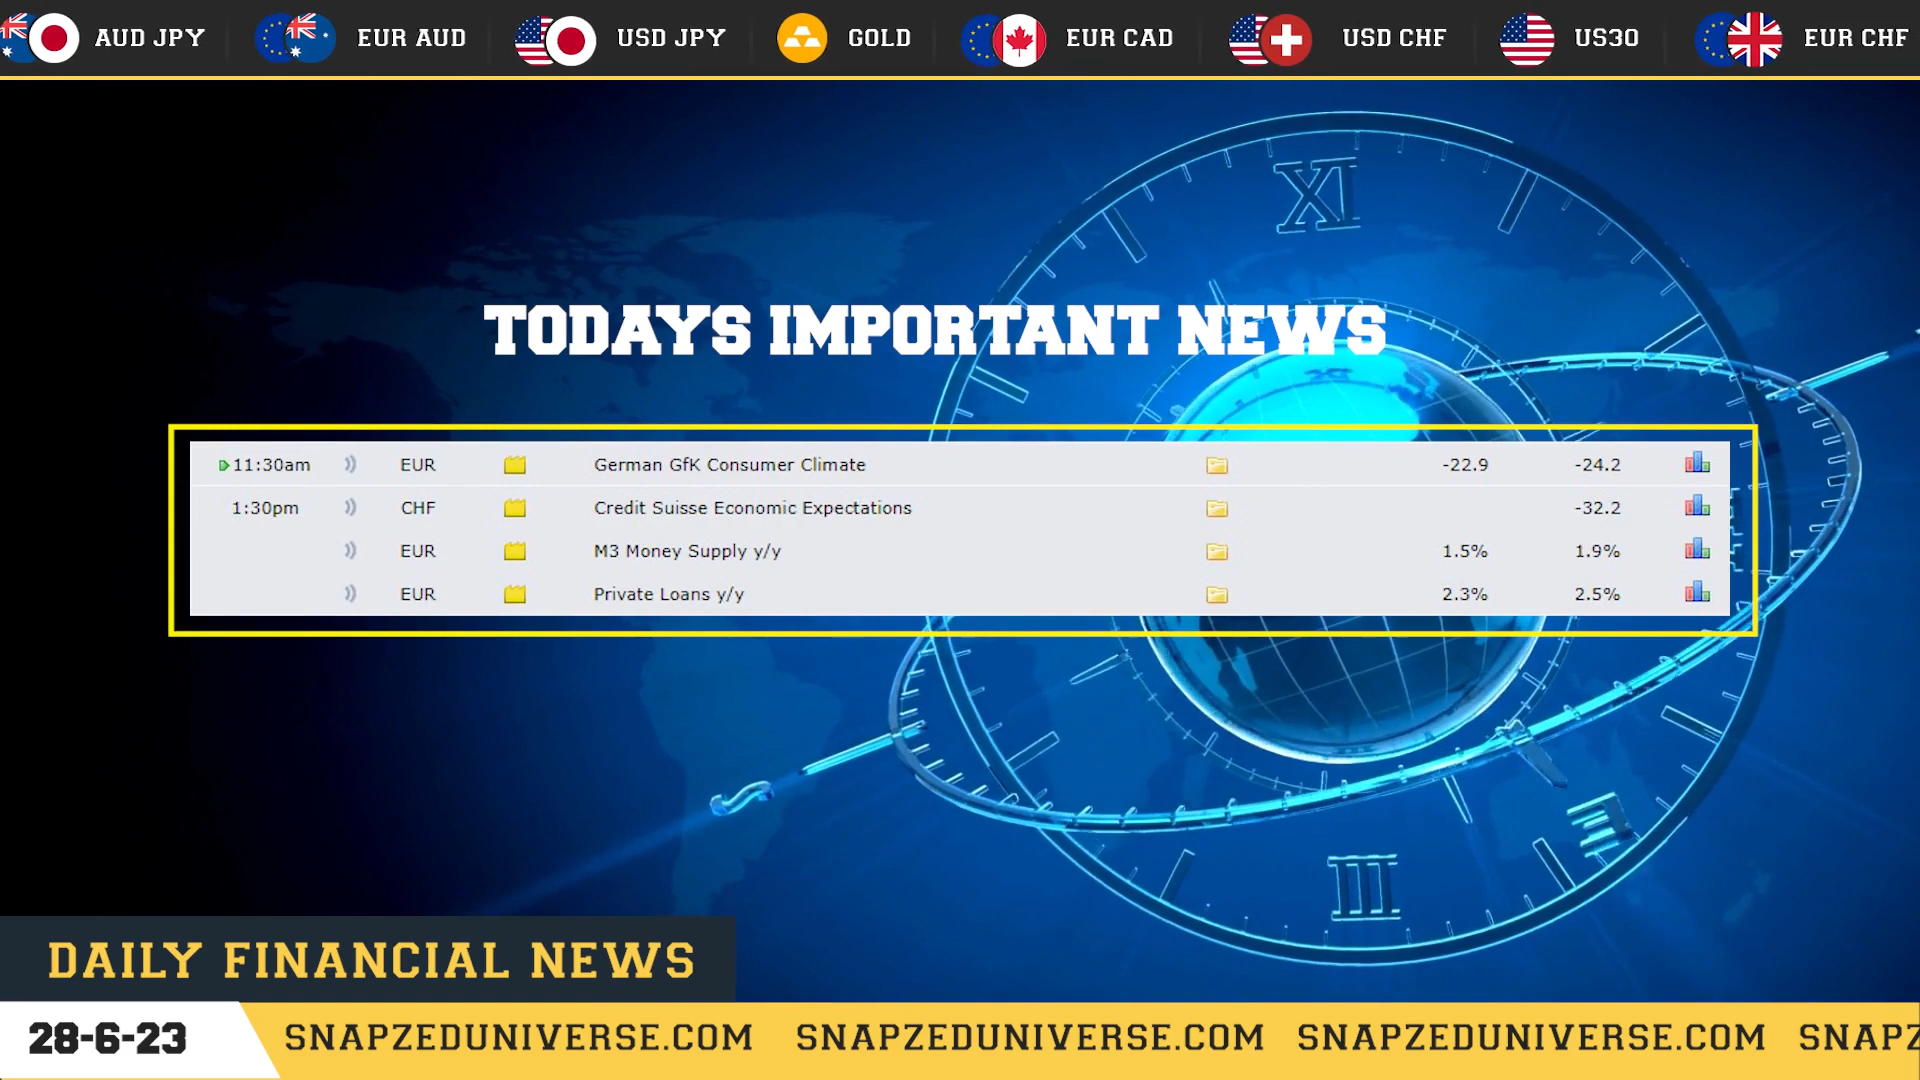 AUD JPY EUR AUD USD JPY GOLD EUR CAD USD CHF US30 EUR CHF
XI
TODAYS IMPORTANT NEWS
11:30am EUR German GfK Consumer Climate -22.9 -24.2
1:30pm CHF Credit Suisse Economic Expectations -32.2
EUR M3 Money Supply y/y 1.5% 1.9%
EUR Private Loans y/y 2.3% 2.5%
III
DAILY FINANCIAL NEWS
28-6-23 SNAPZEDUNIVERSE.COM SNAPZEDUNIVERSE.COM SNAPZEDUNIVERSE.COM SNAPZ